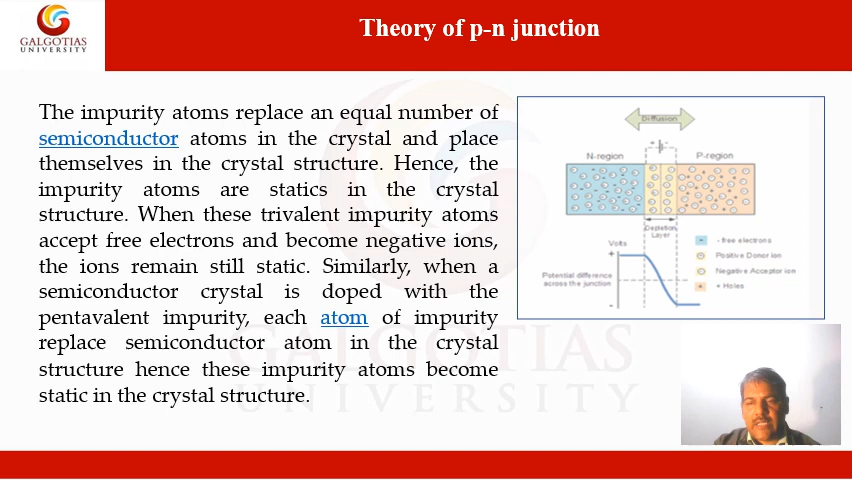 GALGOTIAS
UNIVERSITY
Theory of p-n junction
The impurity atoms replace an equal number of
semiconductor atoms in the crystal and place
themselves in the crystal structure. Hence, the
impurity atoms are statics in the crystal
structure. When these trivalent impurity atoms
accept free electrons and become negative ions,
the ions remain still static. Similarly, when a
semiconductor crystal is doped with the
pentavalent impurity, each atom of impurity
replace semiconductor atom in the crystal
structure hence these impurity atoms become
static in the crystal structure.
Diffusion
+ -
N-region P-region
Depletion
Layer
Volts
+
Potential difference
across the junction
-
- free electrons
Positive Donor ion
Negative Acceptor ion
+ Holes
GALGOTIAS
UNIVERSITY